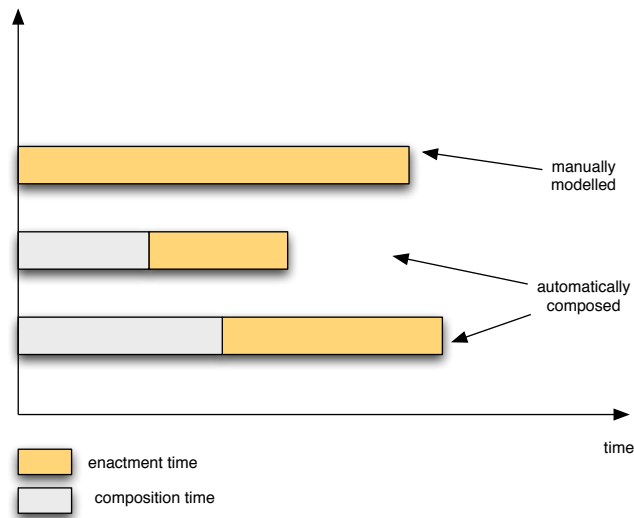 manually
modelled
automatically
composed
time
enactment time
composition time